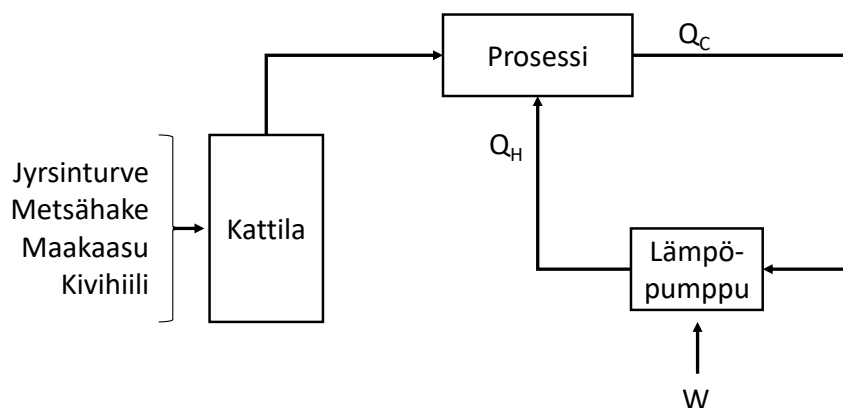 Prosessi
Q_C
Q_H
Jyrsinturve
Metsähake
Maakaasu
Kivihiili
Kattila
Lämpö-
pumppu
W